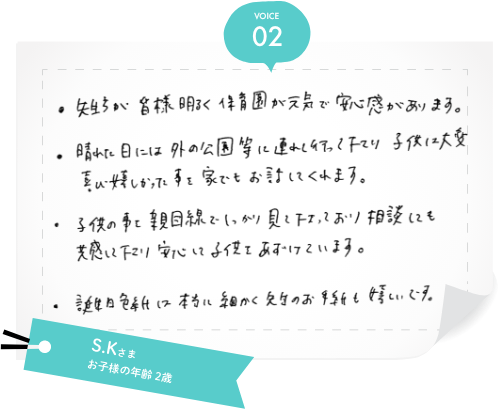 VOICE
02
・先生方が 皆様 明るく 保育園が元気で 安心感があります。
・晴れた日には 外の公園等に連れて行って下さり 子供は大変
喜び嬉しかった事を家でもお話してくれます。
・子供の事を親目線でしっかり見て下さっており 相談にも
共感して下さり 安心して子供をあずけています。
・誕生日色紙は 本当に 細かく 先生のお手紙も 嬉しいです。
S.Kさま
お子様の年齢 2歳